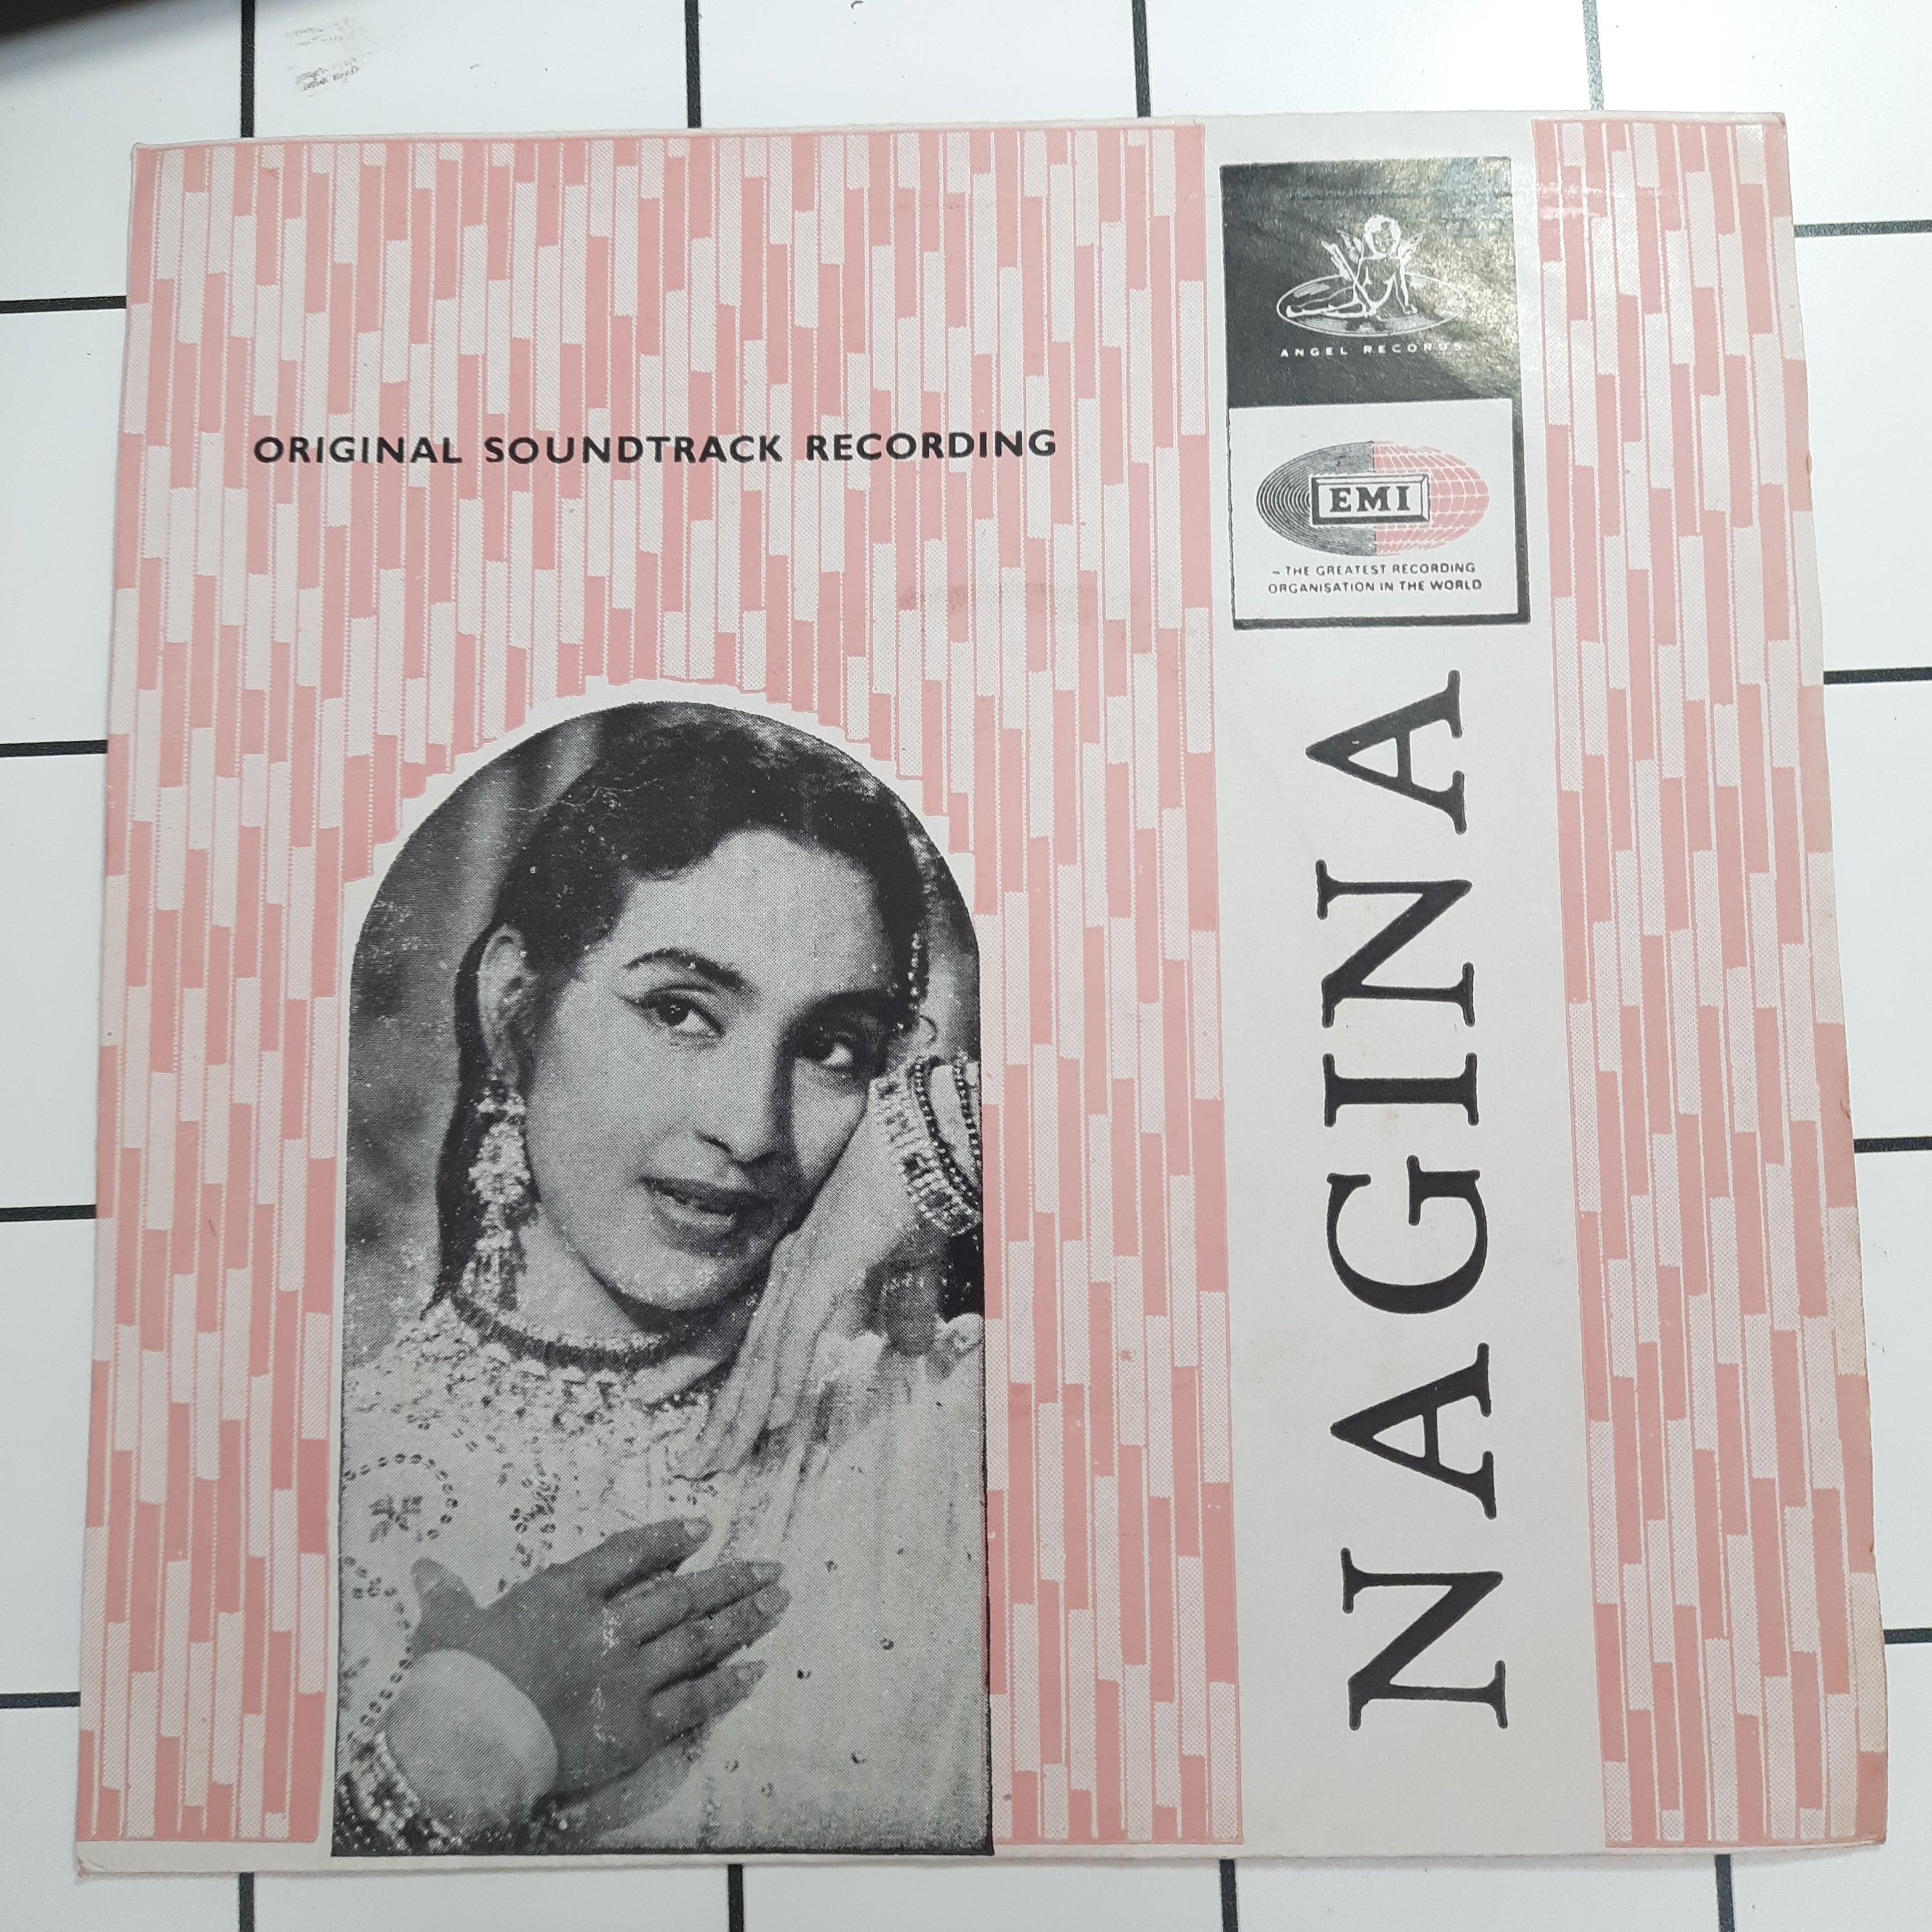 ORIGINAL SOUNDTRACK RECORDING
ANGEL RECORDS
EMI
– THE GREATEST RECORDING
ORGANISATION IN THE WORLD
NAGINA